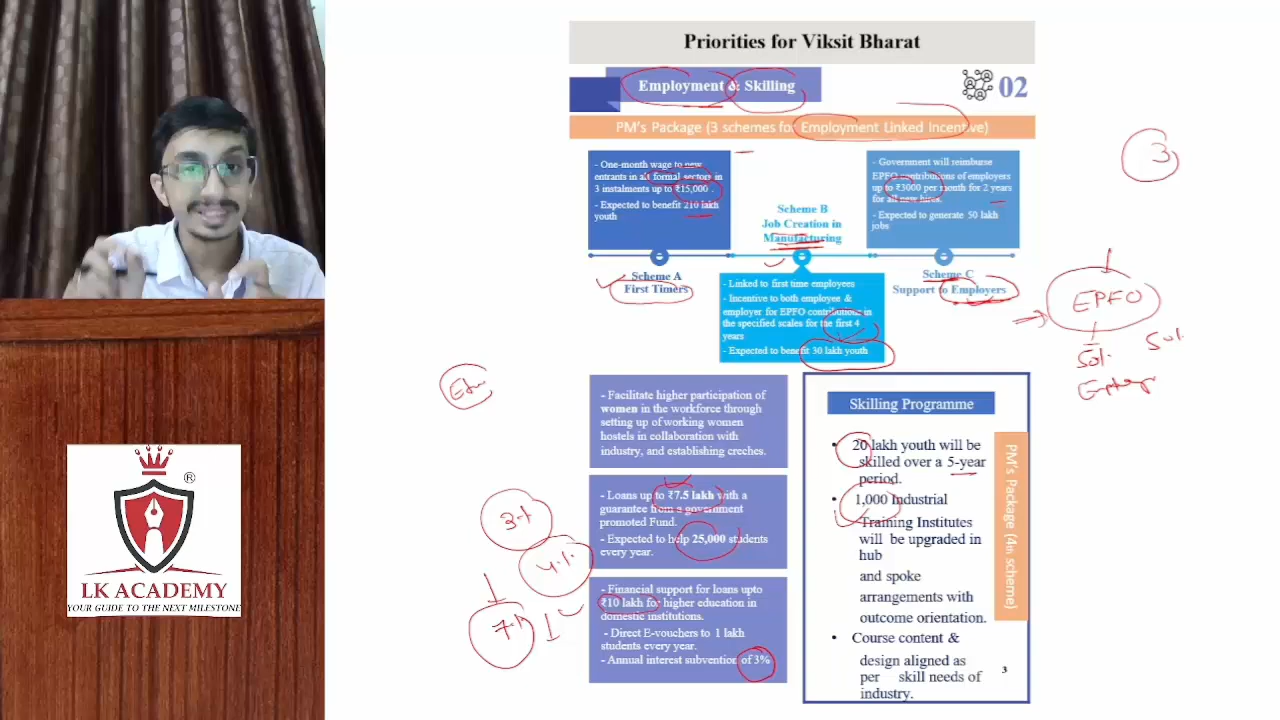 Priorities for Viksit Bharat
Employment & Skilling
02
PM's Package (3 schemes for Employment Linked Incentive)
- One-month wage to new
entrants in all formal sectors in
3 instalments up to ₹15,000 .
- Expected to benefit 210 lakh
youth
Scheme A
First Timers
Scheme B
Job Creation in
Manufacturing
- Linked to first time employees
- Incentive to both employee &
employer for EPFO contributions in
the specified scales for the first 4
years
- Expected to benefit 30 lakh youth
- Government will reimburse
EPFO contributions of employers
up to ₹3000 per month for 2 years
for all new hires.
- Expected to generate 50 lakh
jobs
Scheme C
Support to Employers
3
EPFO
- Facilitate higher participation of
women in the workforce through
setting up of working women
hostels in collaboration with
industry, and establishing creches.
- Loans up to ₹7.5 lakh with a
guarantee from a government
promoted Fund.
- Expected to help 25,000 students
every year.
- Financial support for loans upto
₹10 lakh for higher education in
domestic institutions.
- Direct E-vouchers to 1 lakh
students every year.
- Annual interest subvention of 3%
Skilling Programme
• 20 lakh youth will be
skilled over a 5-year
period.
• 1,000 Industrial
Training Institutes
will be upgraded in
hub
and spoke
arrangements with
outcome orientation.
• Course content &
design aligned as
per skill needs of
industry.
PM's Package (4th scheme)
3
®
LK ACADEMY
YOUR GUIDE TO THE NEXT MILESTONE